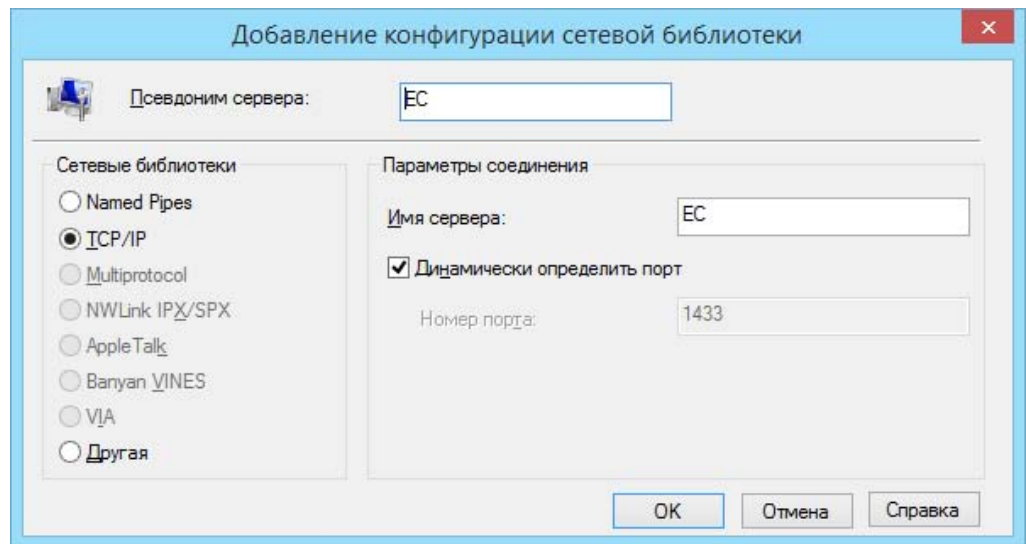 Добавление конфигурации сетевой библиотеки
Псевдоним сервера:
EC
Сетевые библиотеки
Named Pipes
TCP/IP
Multiprotocol
NWLink IPX/SPX
AppleTalk
Banyan VINES
VIA
Другая
Параметры соединения
Имя сервера:
EC
Динамически определить порт
Номер порта:
1433
OK
Отмена
Справка